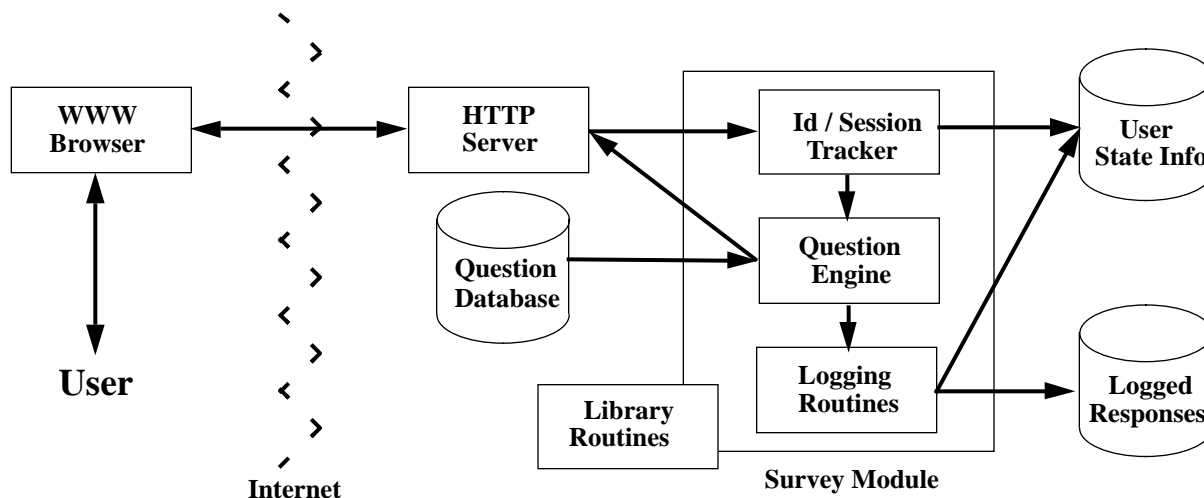 WWW
Browser
HTTP
Server
Id / Session
Tracker
User
State Info
Question
Database
Question
Engine
User
Library
Routines
Logging
Routines
Logged
Responses
Internet
Survey Module